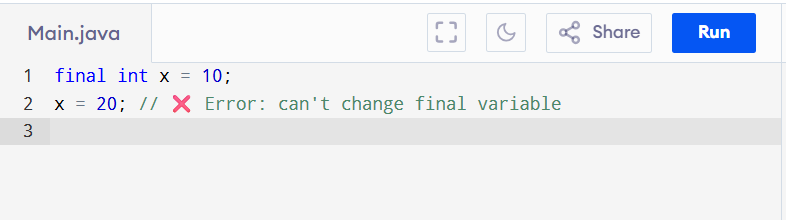 Main.java
Share
Run
1 final int x = 10;
2 x = 20; // ❌ Error: can't change final variable
3